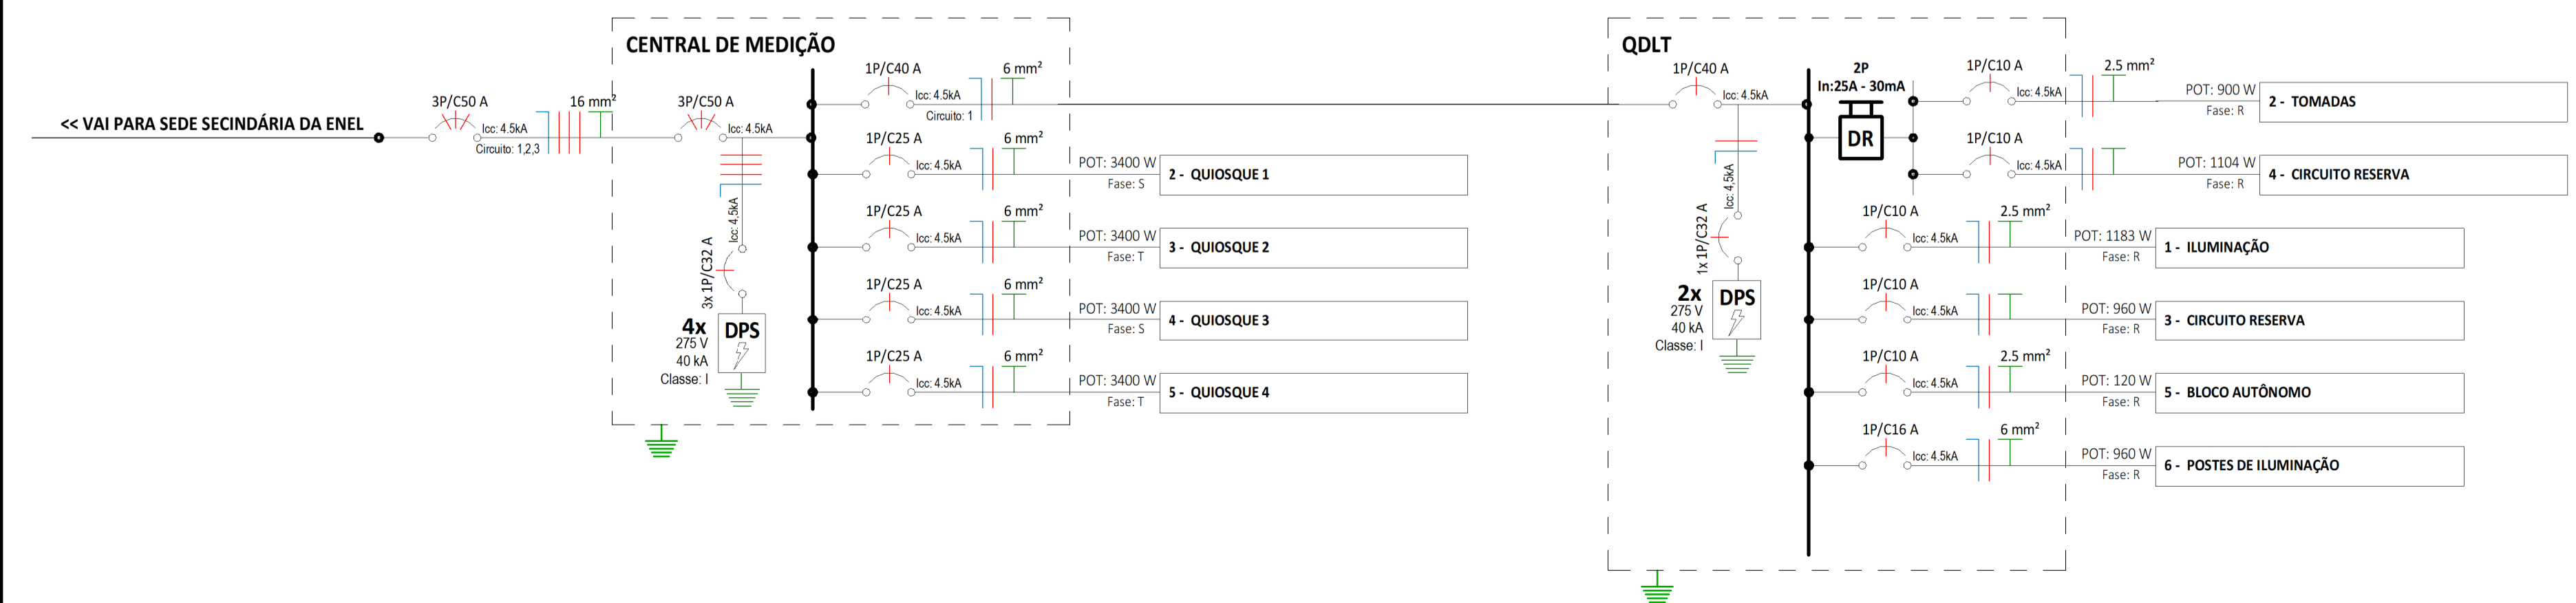 << VAI PARA SEDE SECINDÁRIA DA ENEL
3P/C50 A
Icc: 4.5kA
Circuito: 1,2,3
16 mm²
CENTRAL DE MEDIÇÃO
3P/C50 A
Icc: 4.5kA
Icc: 4,5kA
3x 1P/C32 A
4x
275 V
40 kA
Classe: I
DPS
1P/C40 A
Icc: 4.5kA
Circuito: 1
6 mm²
1P/C25 A
Icc: 4.5kA
6 mm²
POT: 3400 W
Fase: S
2 - QUIOSQUE 1
1P/C25 A
Icc: 4.5kA
6 mm²
POT: 3400 W
Fase: T
3 - QUIOSQUE 2
1P/C25 A
Icc: 4.5kA
6 mm²
POT: 3400 W
Fase: S
4 - QUIOSQUE 3
1P/C25 A
Icc: 4.5kA
6 mm²
POT: 3400 W
Fase: T
5 - QUIOSQUE 4
QDLT
1P/C40 A
Icc: 4.5kA
Icc: 4,5kA
1x 1P/C32 A
2x
275 V
40 kA
Classe: I
DPS
2P
In:25A - 30mA
DR
1P/C10 A
Icc: 4.5kA
2.5 mm²
POT: 900 W
Fase: R
2 - TOMADAS
1P/C10 A
Icc: 4.5kA
POT: 1104 W
Fase: R
4 - CIRCUITO RESERVA
1P/C10 A
Icc: 4.5kA
2.5 mm²
POT: 1183 W
Fase: R
1 - ILUMINAÇÃO
1P/C10 A
Icc: 4.5kA
POT: 960 W
Fase: R
3 - CIRCUITO RESERVA
1P/C10 A
Icc: 4.5kA
2.5 mm²
POT: 120 W
Fase: R
5 - BLOCO AUTÔNOMO
1P/C16 A
Icc: 4.5kA
6 mm²
POT: 960 W
Fase: R
6 - POSTES DE ILUMINAÇÃO